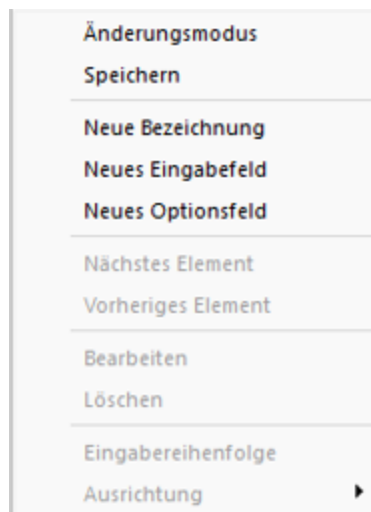 Änderungsmodus
Speichern
Neue Bezeichnung
Neues Eingabefeld
Neues Optionsfeld
Nächstes Element
Vorheriges Element
Bearbeiten
Löschen
Eingabereihenfolge
Ausrichtung